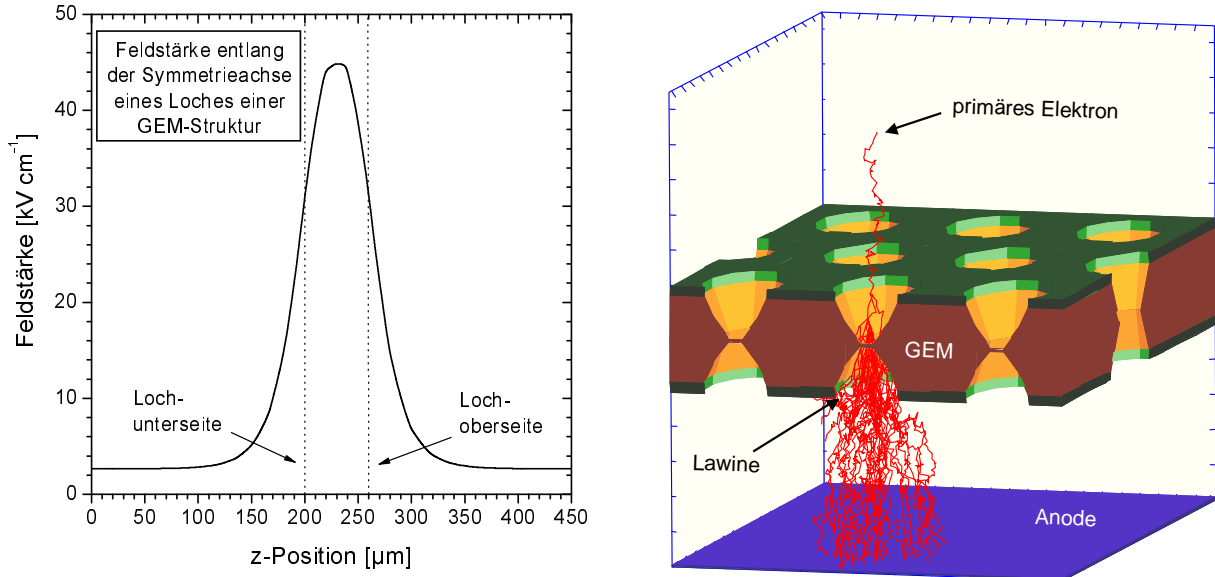 Feldstärke entlang
der Symmetrieachse
eines Loches einer
GEM-Struktur
Feldstärke [kV cm⁻¹]
50
40
30
20
10
0
Loch-
unterseite
Loch-
oberseite
0 50 100 150 200 250 300 350 400 450
z-Position [µm]
primäres Elektron
GEM
Lawine
Anode